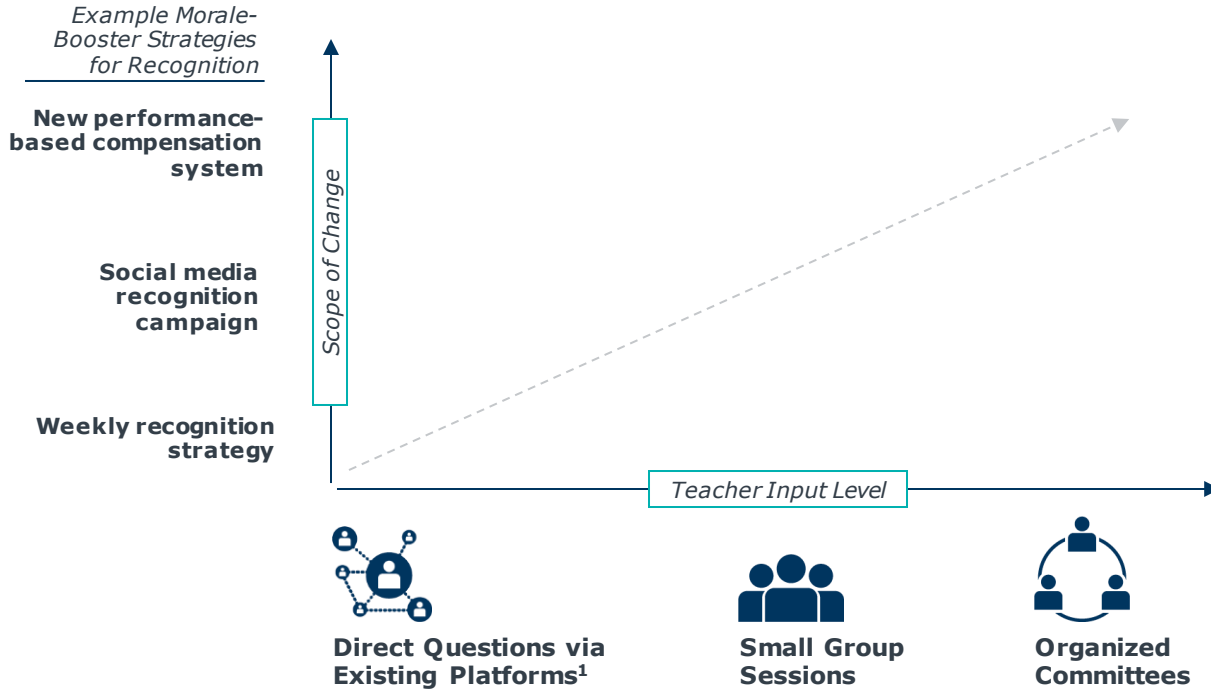 Example Morale-
Booster Strategies
for Recognition
New performance-
based compensation
system
Social media
recognition
campaign
Weekly recognition
strategy
Scope of Change
Teacher Input Level
Direct Questions via
Existing Platforms¹
Small Group
Sessions
Organized
Committees